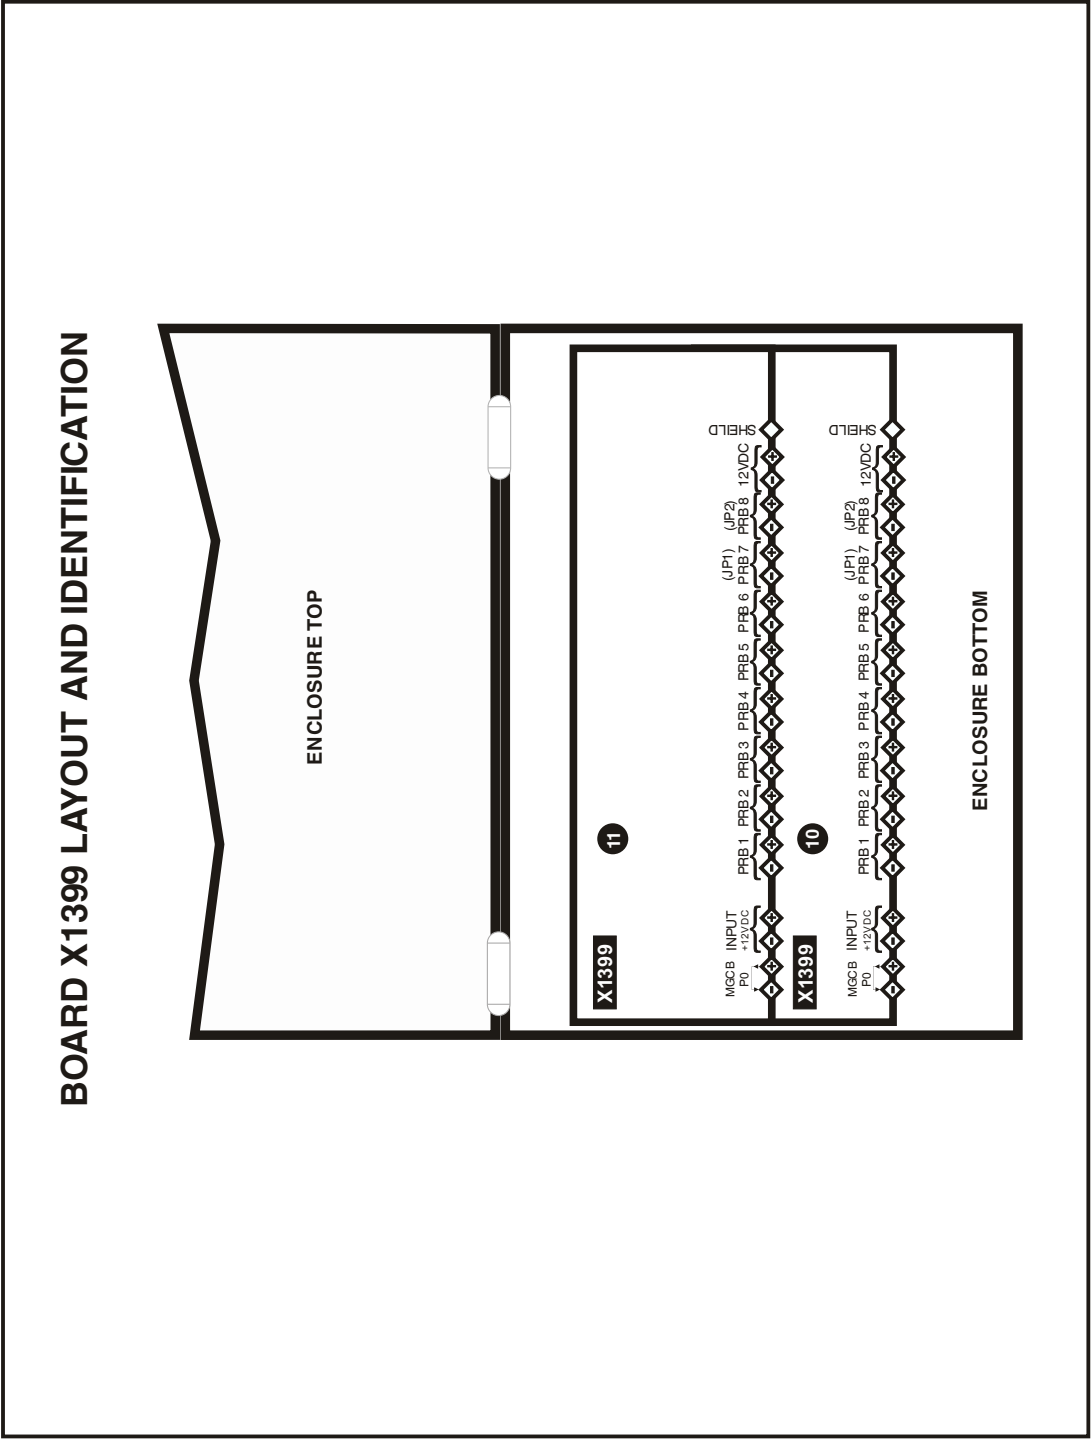 BOARD X1399 LAYOUT AND IDENTIFICATION
ENCLOSURE TOP
X1399
11
MGCB
P0
INPUT
+12VDC
PRB 1
PRB 2
PRB 3
PRB 4
PRB 5
PRB 6
(JP1)
PRB 7
(JP2)
PRB 8
12VDC
SHEILD
- + - + - + - + - + - + - + - + - + - + - +
X1399
10
MGCB
P0
INPUT
+12VDC
PRB 1
PRB 2
PRB 3
PRB 4
PRB 5
PRB 6
(JP1)
PRB 7
(JP2)
PRB 8
12VDC
SHEILD
- + - + - + - + - + - + - + - + - + - + - +
ENCLOSURE BOTTOM